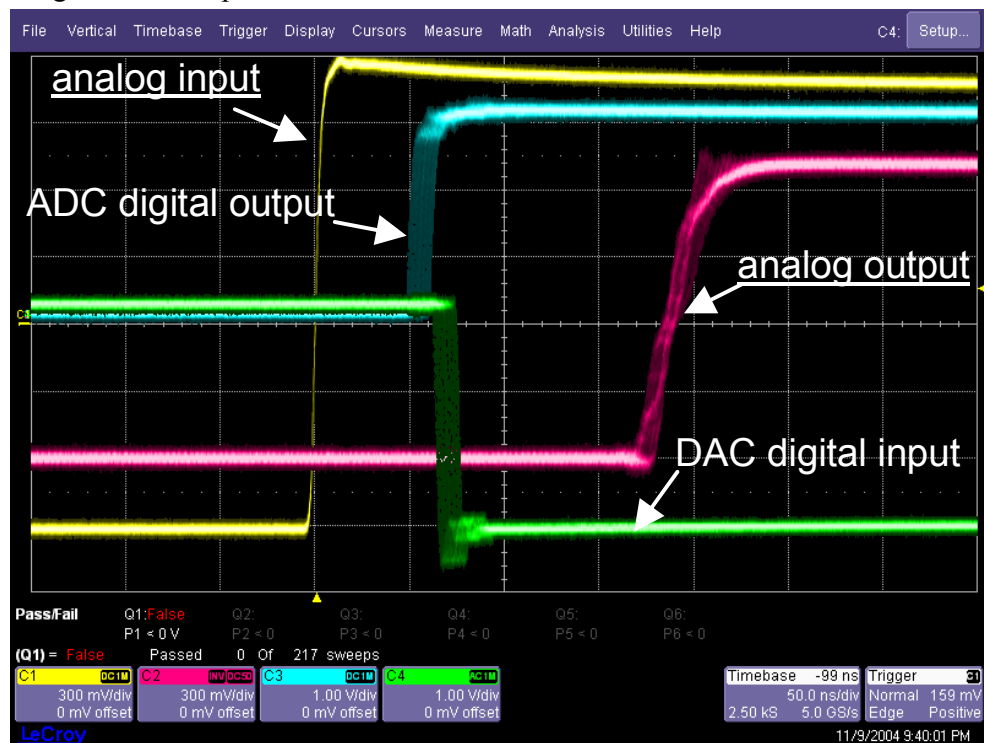 File Vertical Timebase Trigger Display Cursors Measure Math Analysis Utilities Help C4: Setup...
analog input
ADC digital output
analog output
C3
DAC digital input
Pass/Fail Q1:False Q2: Q3: Q4: Q5: Q6:
P1 < 0 V P2 < 0 P3 < 0 P4 < 0 P5 < 0 P6 < 0
(Q1) = False Passed 0 Of 217 sweeps
C1 DC1M C2 INV DC50 C3 DC1M C4 AC1M Timebase -99 ns Trigger C1
300 mV/div 300 mV/div 1.00 V/div 1.00 V/div 50.0 ns/div Normal 159 mV
0 mV offset 0 mV offset 0 mV offset 0 mV offset 2.50 kS 5.0 GS/s Edge Positive
LeCroy 11/9/2004 9:40:01 PM